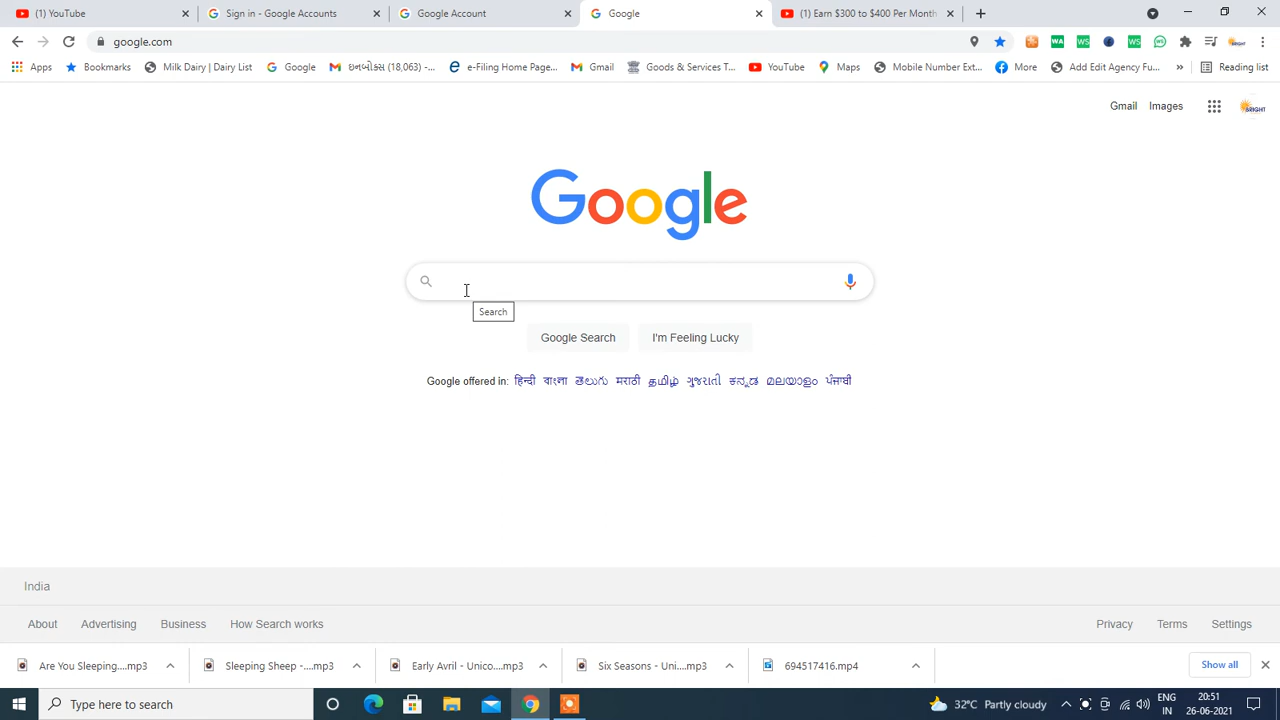 (1) YouTube
Sign in - Google Accounts
Google Account
Google
(1) Earn $300 to $400 Per Month
google.com
Apps
Bookmarks
Milk Dairy | Dairy List
Google
ઇનબૉક્સ (18,063) -...
e-Filing Home Page...
Gmail
Goods & Services T...
YouTube
Maps
Mobile Number Ext...
More
Add Edit Agency Fu...
»
Reading list
Gmail
Images
BRIGHT
Google
Search
Google Search
I'm Feeling Lucky
Google offered in: हिन्दी বাংলা తెలుగు मराठी தமிழ் ગુજરાતી ಕನ್ನಡ മലയാളം ਪੰਜਾਬੀ
India
About
Advertising
Business
How Search works
Privacy
Terms
Settings
Are You Sleeping....mp3
Sleeping Sheep -....mp3
Early Avril - Unico...mp3
Six Seasons - Uni....mp3
694517416.mp4
Show all
Type here to search
32°C Partly cloudy
ENG
IN
20:51
26-06-2021